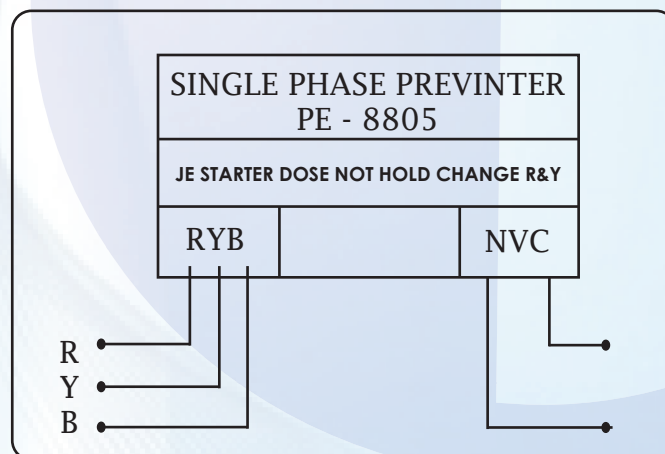 SINGLE PHASE PREVINTER
PE - 8805
JE STARTER DOSE NOT HOLD CHANGE R&Y
RYB
NVC
R
Y
B